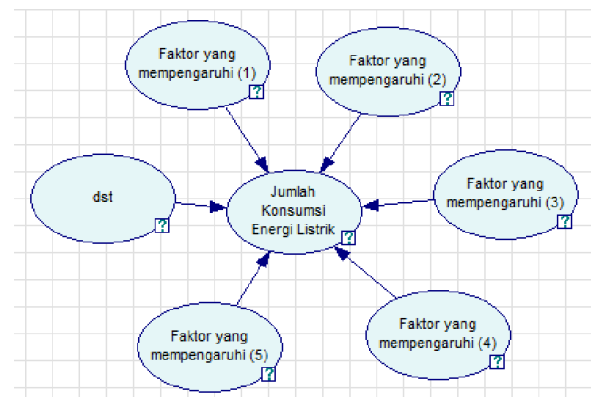 Faktor yang
mempengaruhi (1)
?
Faktor yang
mempengaruhi (2)
?
dst
?
Jumlah
Konsumsi
Energi Listrik
?
Faktor yang
mempengaruhi (3)
?
Faktor yang
mempengaruhi (5)
?
Faktor yang
mempengaruhi (4)
?